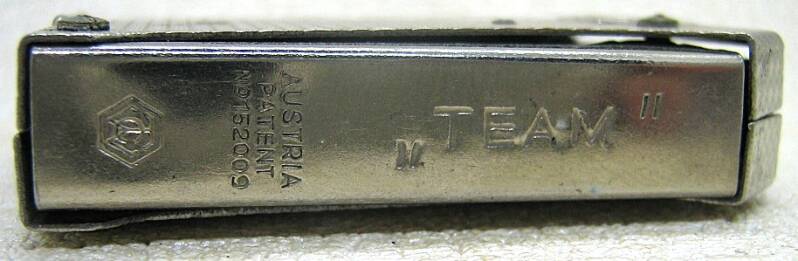 AUSTRIA
PATENT
No152009
„TEAM"